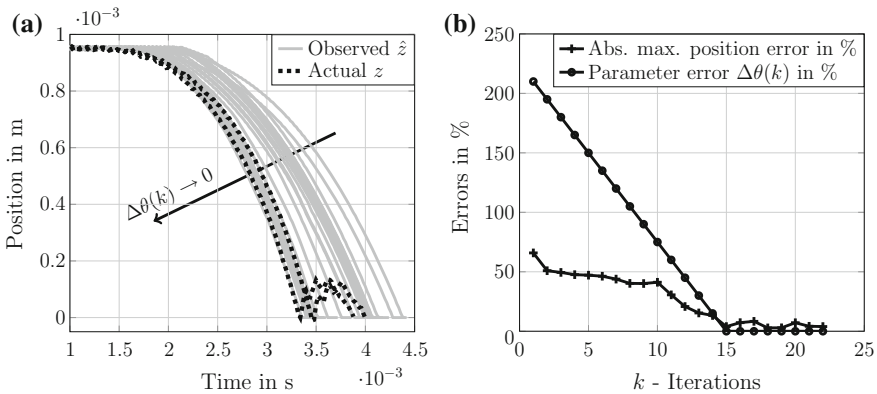 (a)
·10⁻³
1
0.8
0.6
0.4
0.2
0
Position in m
Observed ẑ
Actual z
Δθ(k) → 0
1 1.5 2 2.5 3 3.5 4 4.5
Time in s
·10⁻³
(b)
250
200
150
100
50
0
Errors in %
Abs. max. position error in %
Parameter error Δθ(k) in %
0 5 10 15 20 25
k - Iterations